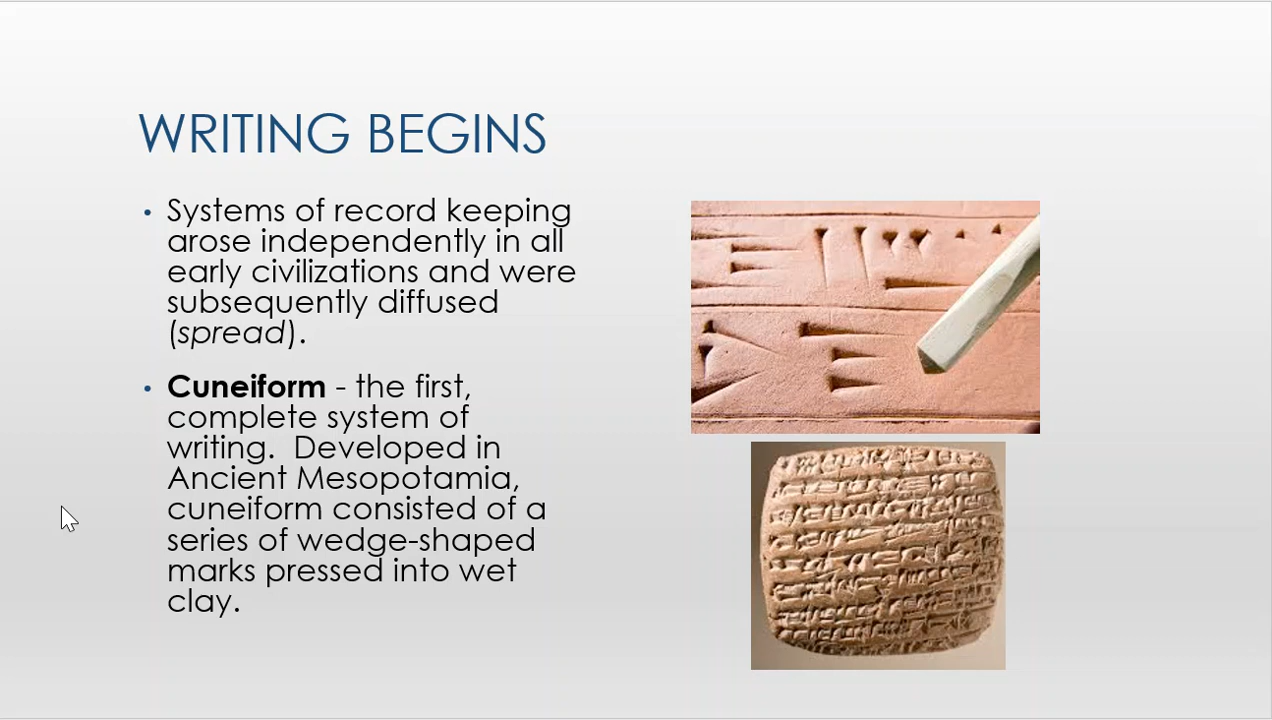 WRITING BEGINS
• Systems of record keeping
arose independently in all
early civilizations and were
subsequently diffused
(spread).
• Cuneiform - the first,
complete system of
writing.  Developed in
Ancient Mesopotamia,
cuneiform consisted of a
series of wedge-shaped
marks pressed into wet
clay.